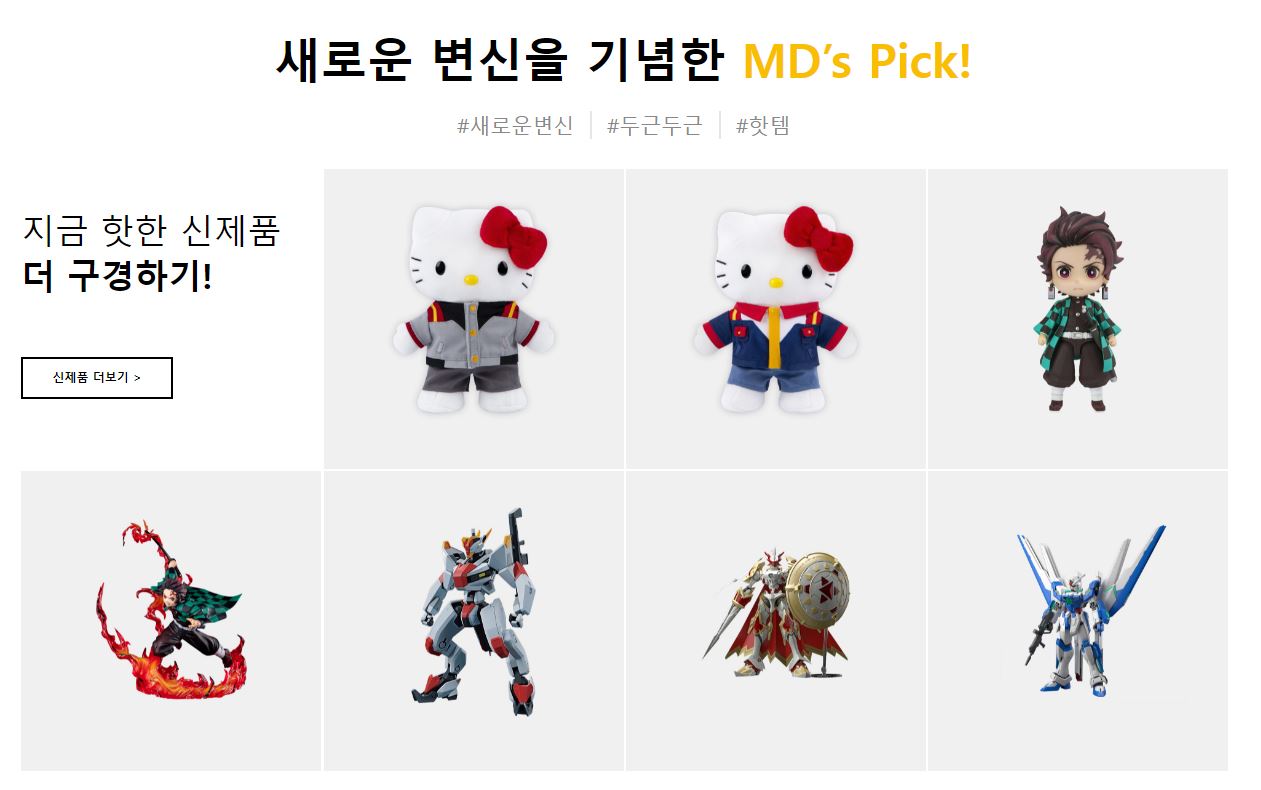 새로운 변신을 기념한 MD’s Pick!
#새로운변신 #두근두근 #핫템
지금 핫한 신제품
더 구경하기!
신제품 더보기 >